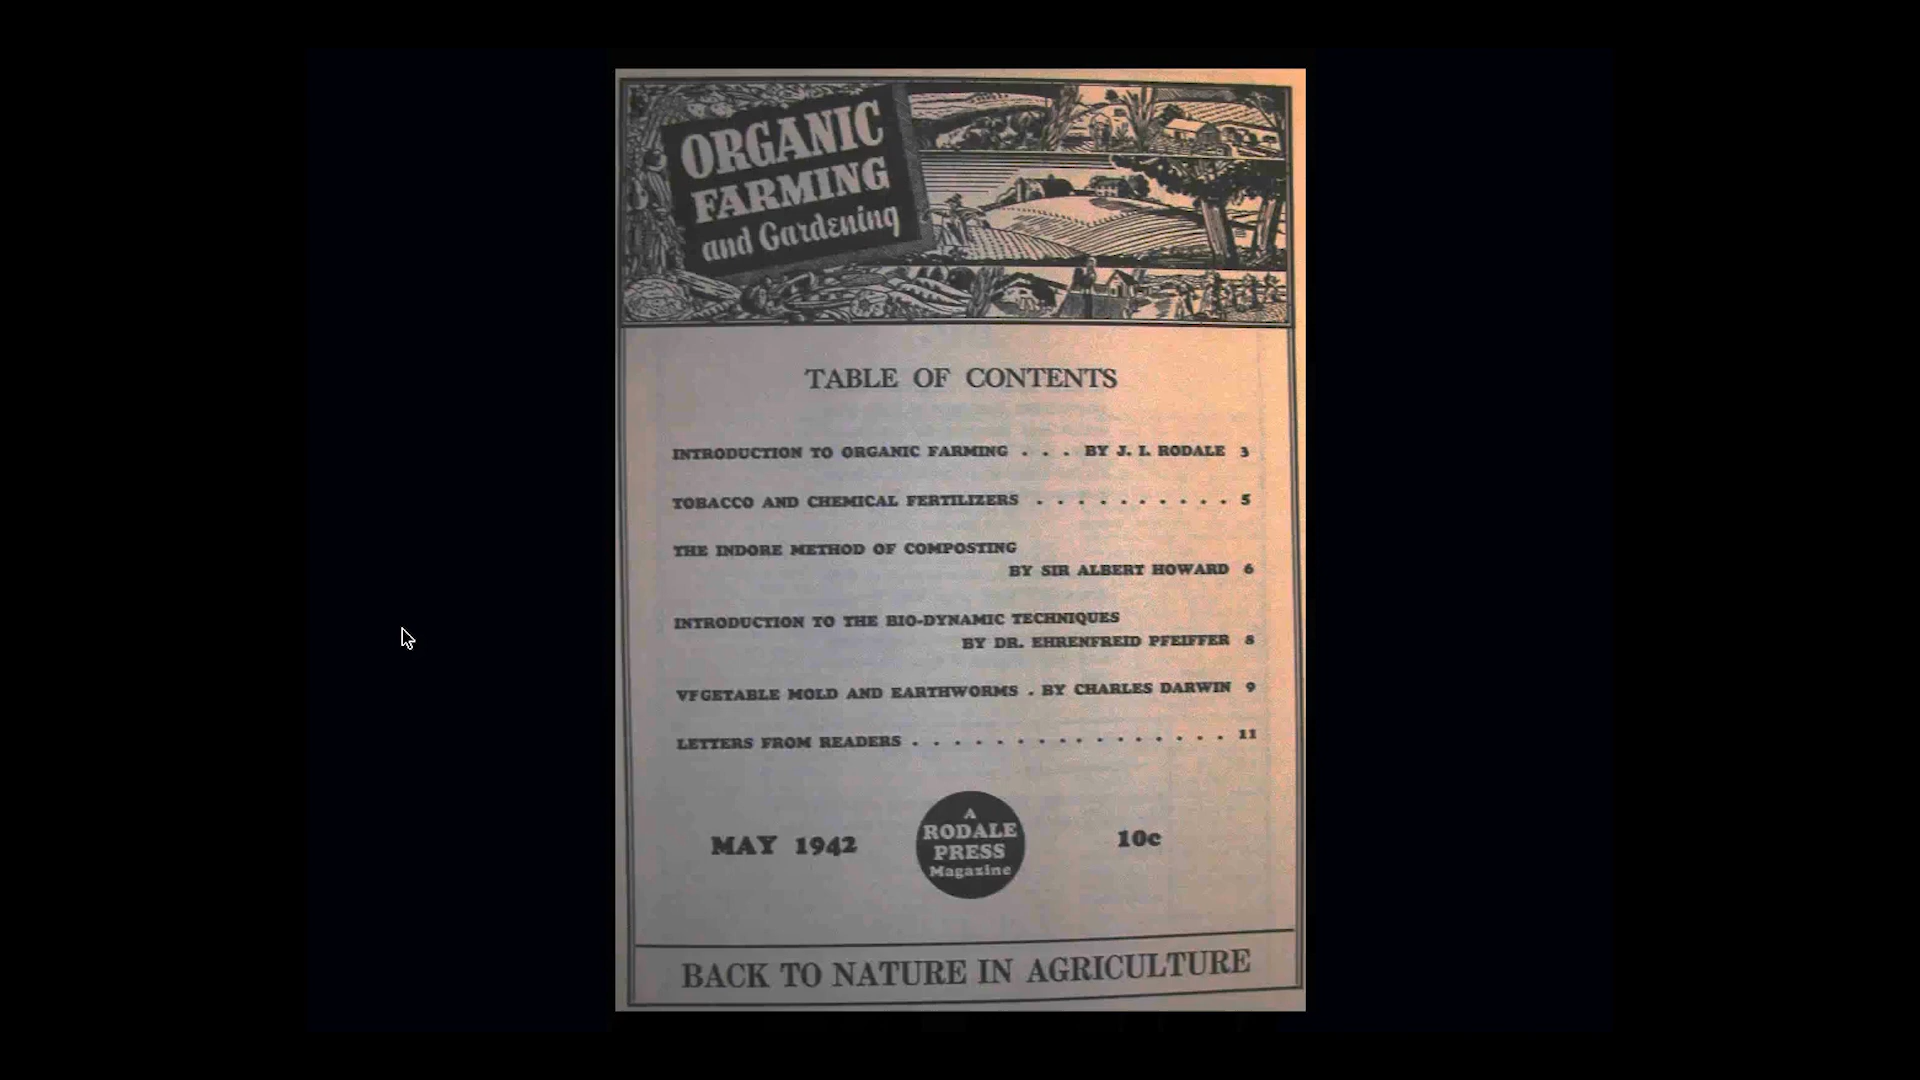 ORGANIC
FARMING
and Gardening
TABLE OF CONTENTS
INTRODUCTION TO ORGANIC FARMING . . . BY J. I. RODALE 3
TOBACCO AND CHEMICAL FERTILIZERS . . . . . . . . . . 5
THE INDORE METHOD OF COMPOSTING
BY SIR ALBERT HOWARD 6
INTRODUCTION TO THE BIO-DYNAMIC TECHNIQUES
BY DR. EHRENFREID PFEIFFER 8
VEGETABLE MOLD AND EARTHWORMS . BY CHARLES DARWIN 9
LETTERS FROM READERS . . . . . . . . . . . . . . . . 11
MAY 1942
A
RODALE
PRESS
Magazine
10c
BACK TO NATURE IN AGRICULTURE